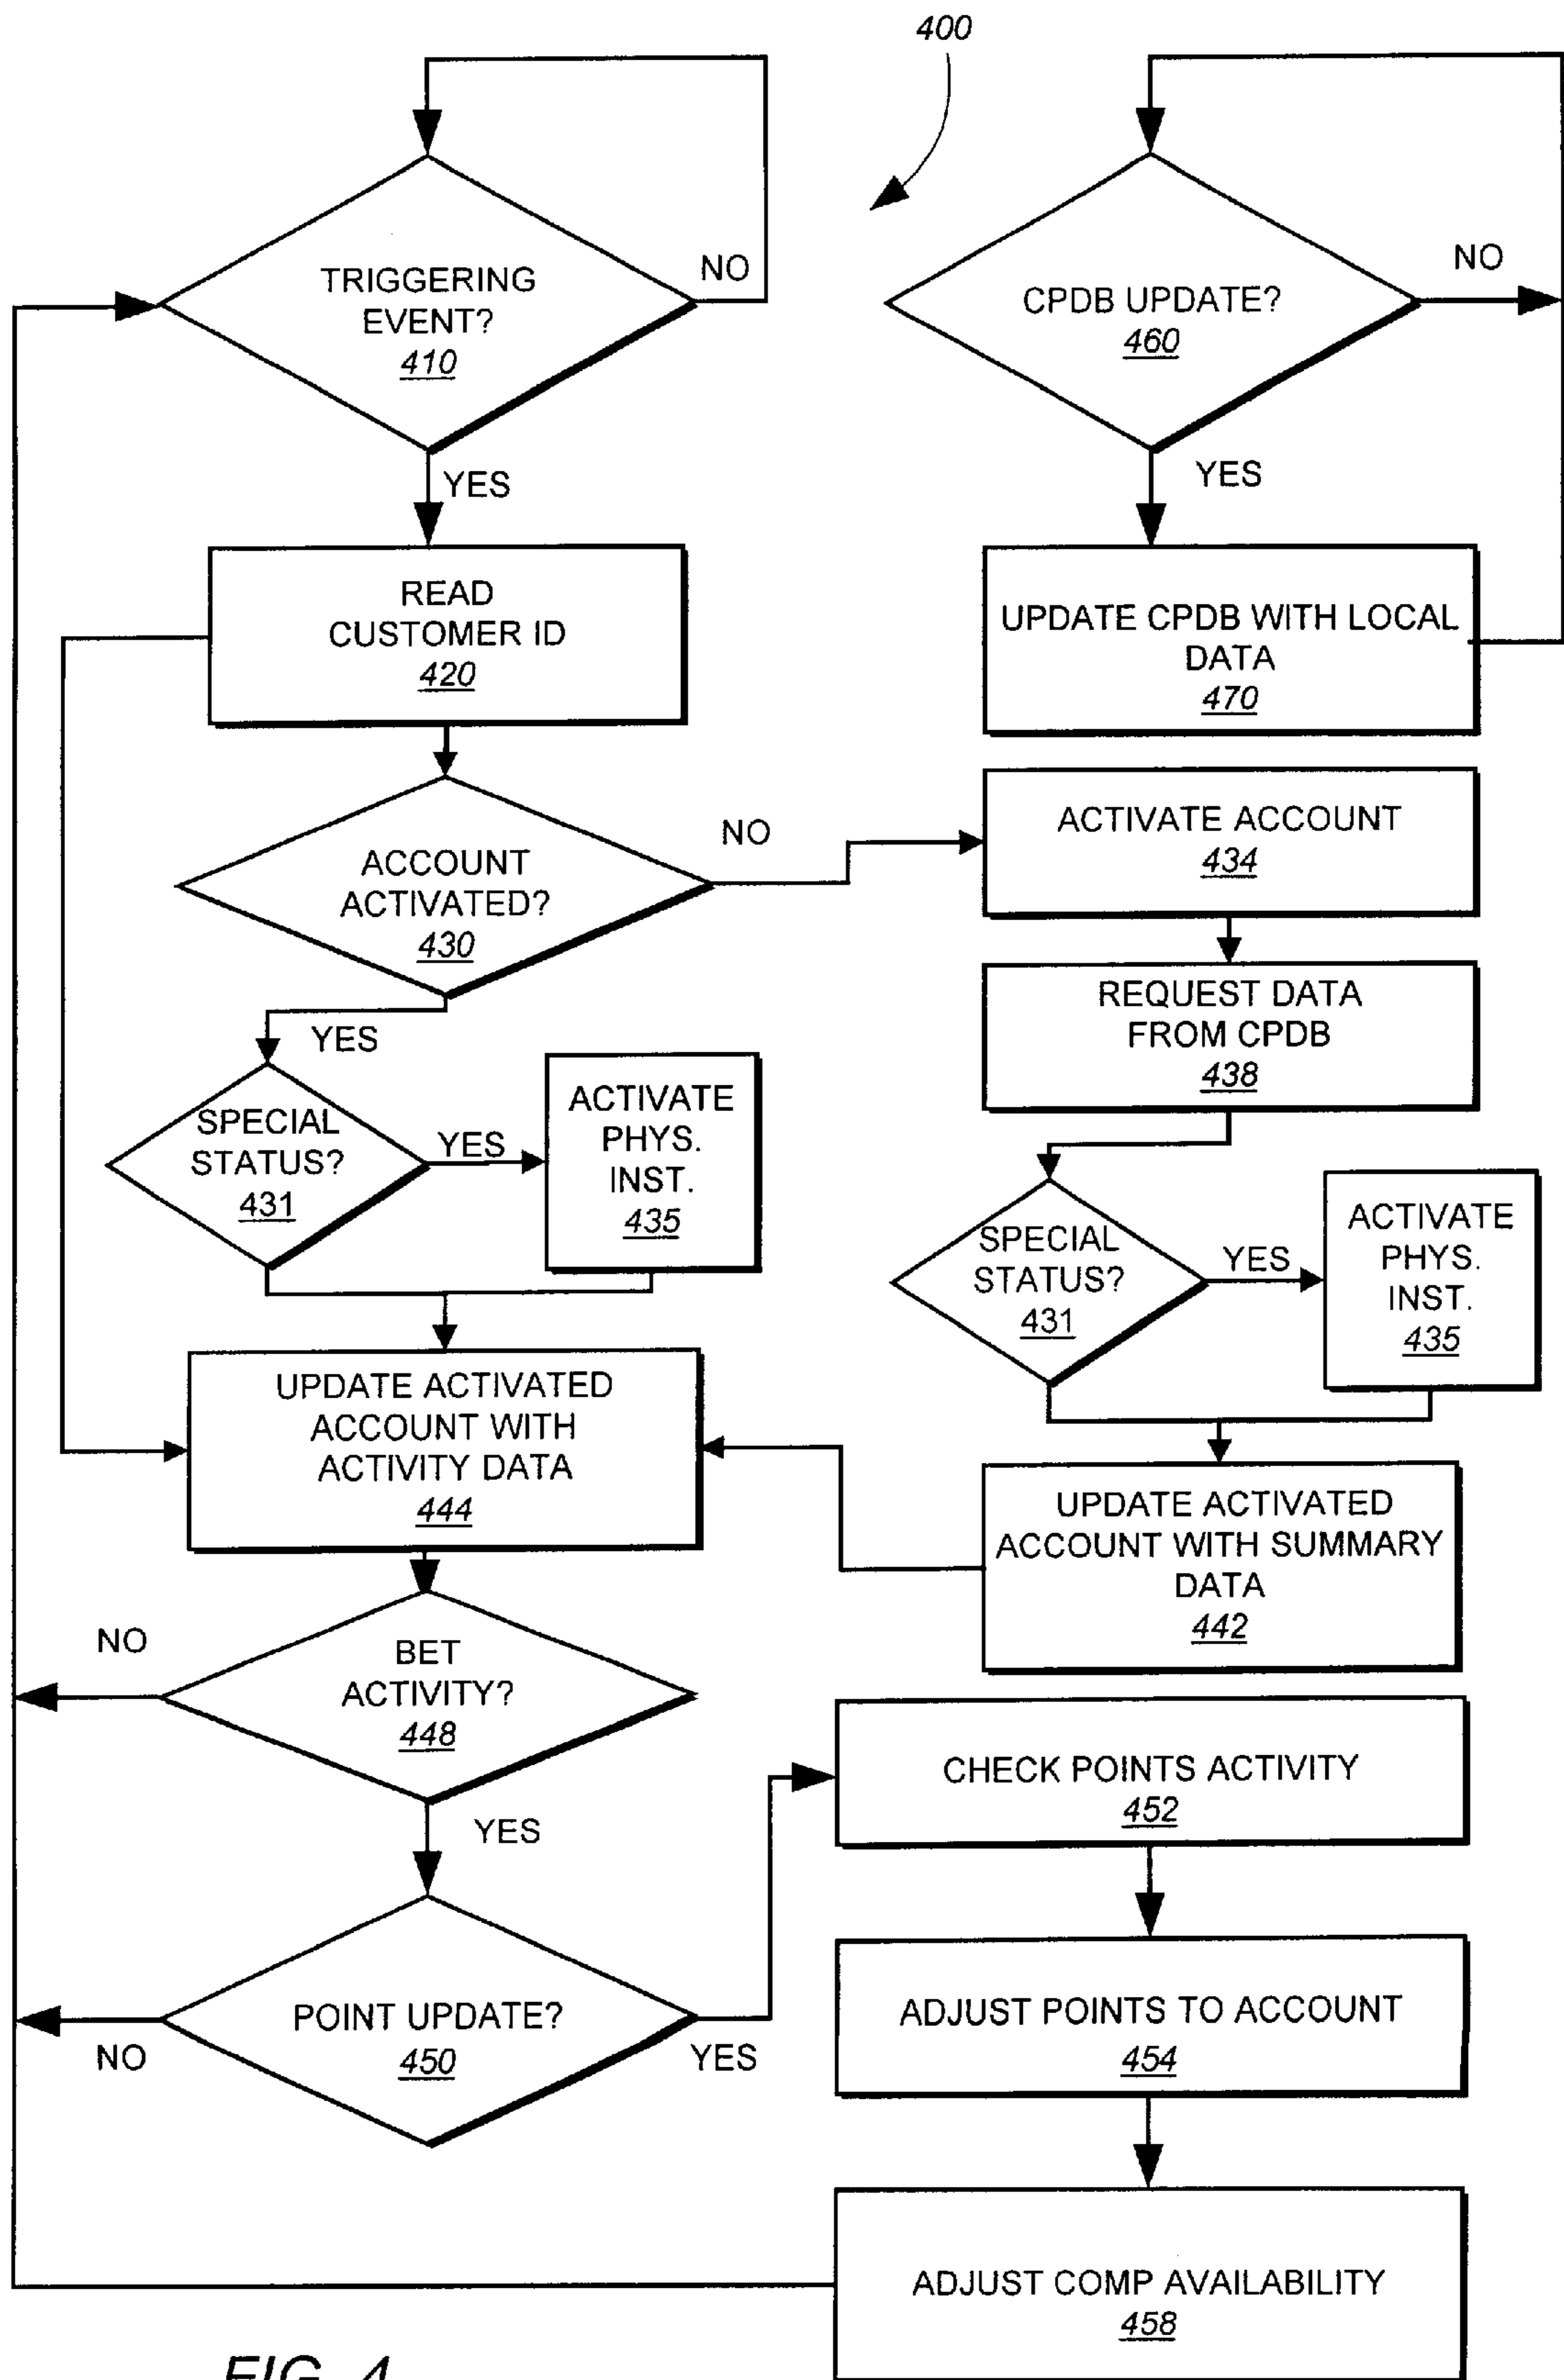 400
TRIGGERING
EVENT?
410
NO
YES
CPDB UPDATE?
460
NO
YES
READ
CUSTOMER ID
420
UPDATE CPDB WITH LOCAL
DATA
470
ACCOUNT
ACTIVATED?
430
NO
YES
ACTIVATE ACCOUNT
434
REQUEST DATA
FROM CPDB
438
SPECIAL
STATUS?
431
YES
ACTIVATE
PHYS.
INST.
435
SPECIAL
STATUS?
431
YES
ACTIVATE
PHYS.
INST.
435
UPDATE ACTIVATED
ACCOUNT WITH
ACTIVITY DATA
444
UPDATE ACTIVATED
ACCOUNT WITH SUMMARY
DATA
442
BET
ACTIVITY?
448
NO
YES
CHECK POINTS ACTIVITY
452
POINT UPDATE?
450
NO
YES
ADJUST POINTS TO ACCOUNT
454
ADJUST COMP AVAILABILITY
458
FIG. 4